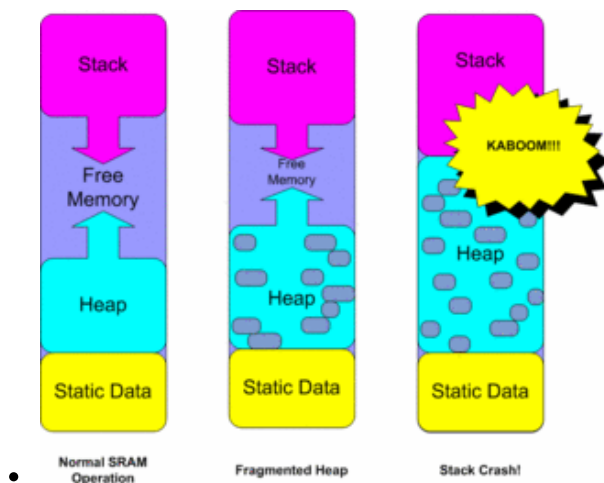 Stack
Free
Memory
Heap
Static Data
Normal SRAM
Operation
Stack
Free
Memory
Heap
Static Data
Fragmented Heap
Stack
KABOOM!!!
Heap
Static Data
Stack Crash!